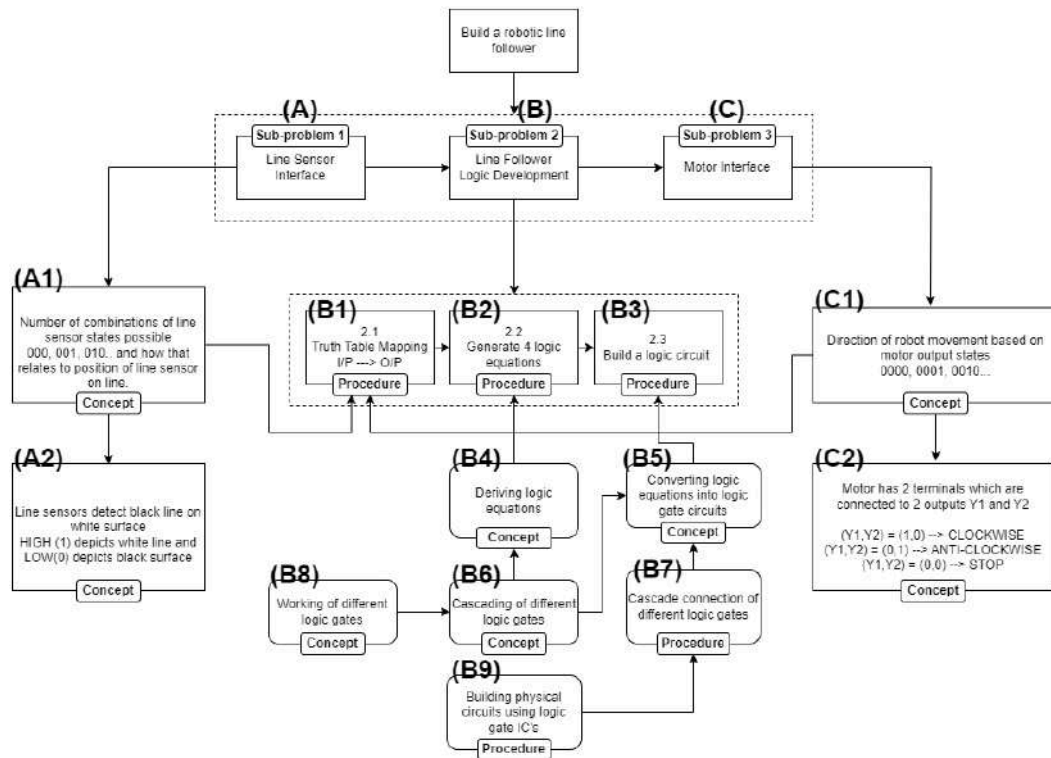 Build a robotic line
follower
(A)
(B)
(C)
Sub-problem 1
Line Sensor
Interface
Sub-problem 2
Line Follower
Logic Development
Sub-problem 3
Motor Interface
(A1)
Number of combinations of line
sensor states possible
000, 001, 010.. and how that
relates to position of line sensor
on line.
Concept
(B1)
2.1
Truth Table Mapping
I/P ---> O/P
Procedure
(B2)
2.2
Generate 4 logic
equations
Procedure
(B3)
2.3
Build a logic circuit
Procedure
(C1)
Direction of robot movement based on
motor output states
0000, 0001, 0010...
Concept
(A2)
Line sensors detect black line on
white surface
HIGH (1) depicts white line and
LOW(0) depicts black surface
Concept
(B4)
Deriving logic
equations
Concept
(B5)
Converting logic
equations into logic
gate circuits
Concept
(C2)
Motor has 2 terminals which are
connected to 2 outputs Y1 and Y2
(Y1,Y2) = (1,0) --> CLOCKWISE
(Y1,Y2) = (0,1) --> ANTI-CLOCKWISE
(Y1,Y2) = (0,0) --> STOP
Concept
(B8)
Working of different
logic gates
Concept
(B6)
Cascading of different
logic gates
Concept
(B7)
Cascade connection of
different logic gates
Procedure
(B9)
Building physical
circuits using logic
gate IC's
Procedure